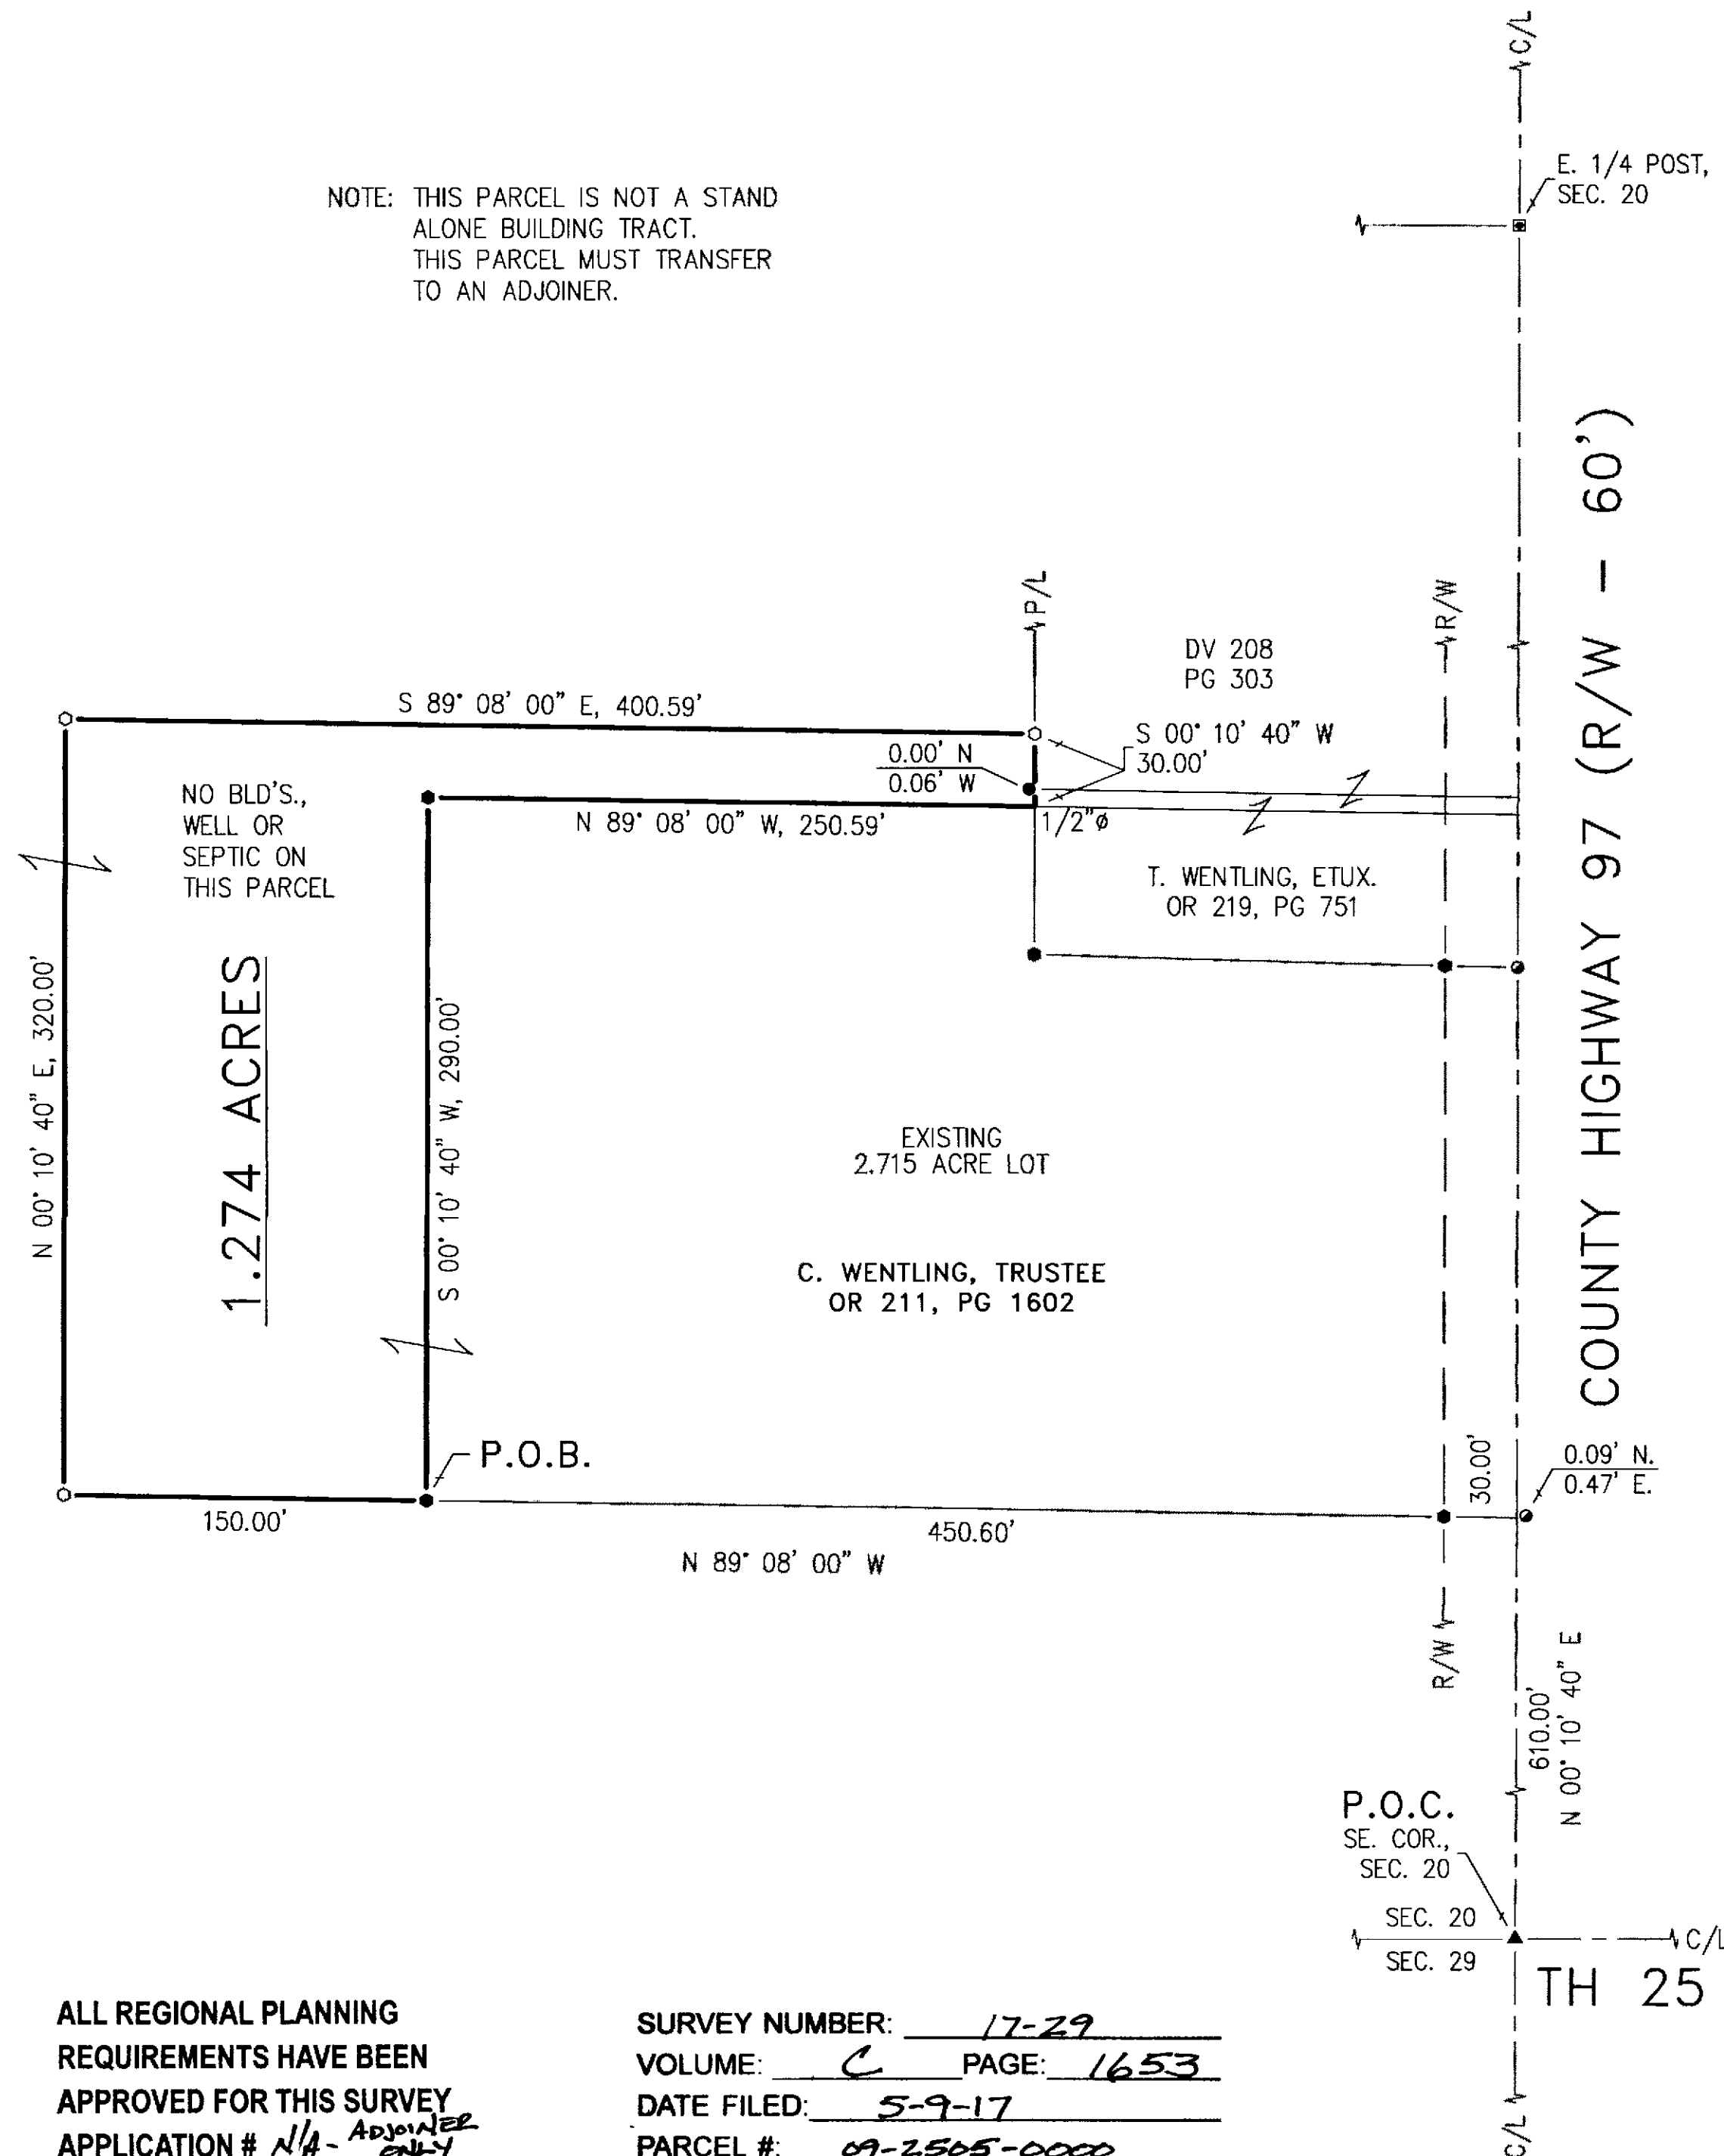 C/L
E. 1/4 POST,
SEC. 20
NOTE: THIS PARCEL IS NOT A STAND
ALONE BUILDING TRACT.
THIS PARCEL MUST TRANSFER
TO AN ADJOINER.
COUNTY HIGHWAY 97 (R/W - 60')
P/L
R/W
DV 208
PG 303
S 89° 08' 00" E, 400.59'
S 00° 10' 40" W
30.00'
0.00' N
0.06' W
NO BLD'S.,
WELL OR
SEPTIC ON
THIS PARCEL
N 89° 08' 00" W, 250.59'
1/2"ø
T. WENTLING, ETUX.
OR 219, PG 751
N 00° 10' 40" E, 320.00'
1.274 ACRES
S 00° 10' 40" W, 290.00'
EXISTING
2.715 ACRE LOT
C. WENTLING, TRUSTEE
OR 211, PG 1602
P.O.B.
30.00'
0.09' N.
0.47' E.
150.00'
450.60'
N 89° 08' 00" W
R/W
610.00'
N 00° 10' 40" E
P.O.C.
SE. COR.,
SEC. 20
SEC. 20
SEC. 29
C/L
TH 25
C/L
ALL REGIONAL PLANNING
REQUIREMENTS HAVE BEEN
APPROVED FOR THIS SURVEY
APPLICATION # N/A - ADJOINER ONLY
SURVEY NUMBER: 17-29
VOLUME: C PAGE: 1653
DATE FILED: 5-9-17
PARCEL #: 09-2505-0000